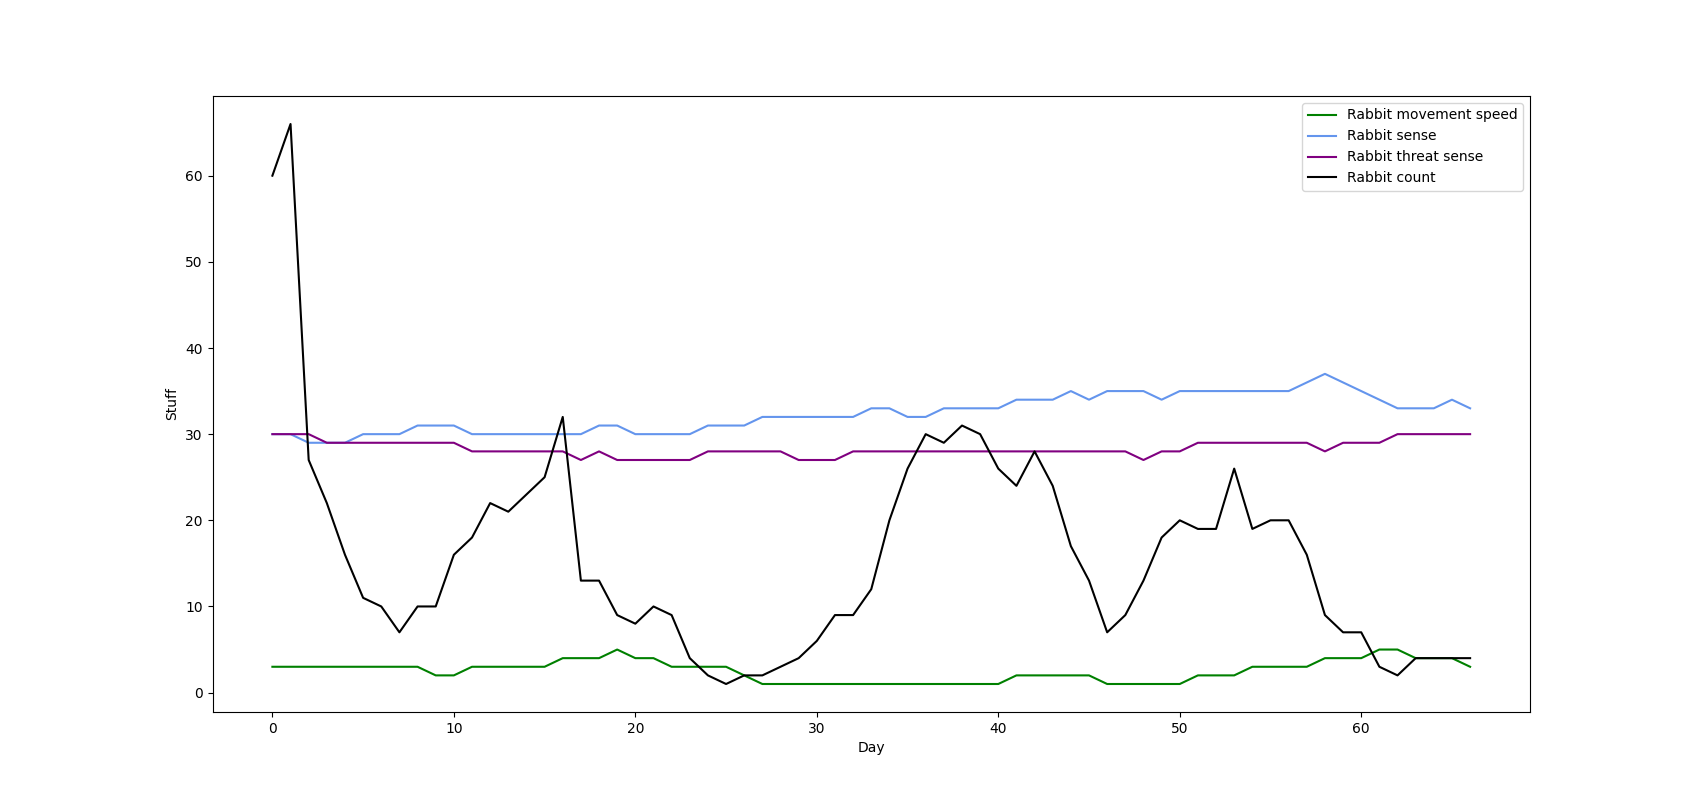 Rabbit movement speed
Rabbit sense
Rabbit threat sense
Rabbit count
60
50
40
30
20
10
0
Stuff
0 10 20 30 40 50 60
Day